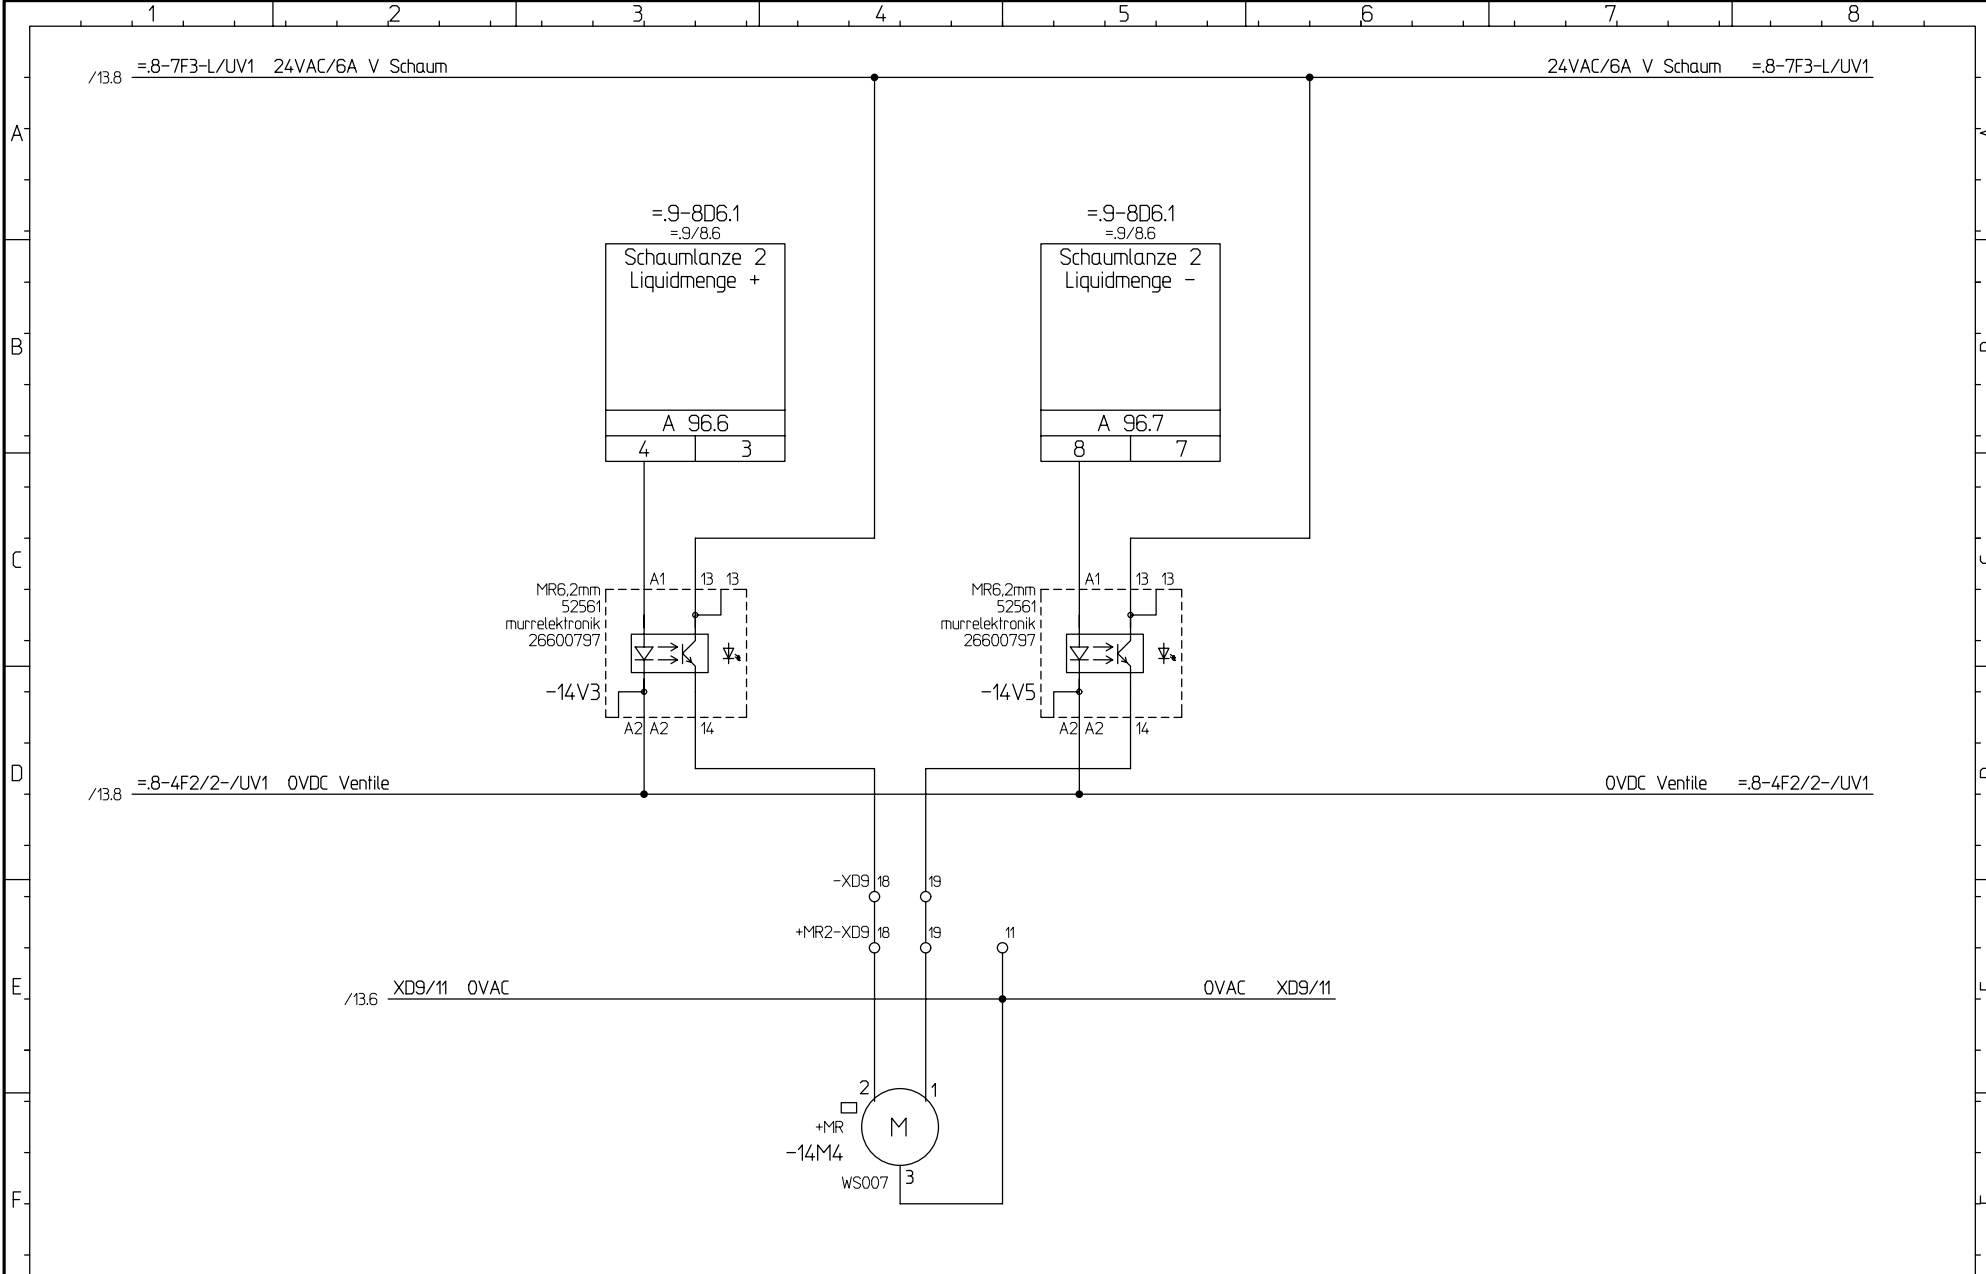 1 2 3 4 5 6 7 8
/13.8 =.8-7F3-L/UV1 24VAC/6A V Schaum
24VAC/6A V Schaum =.8-7F3-L/UV1
A
=.9-8D6.1
=.9/8.6
Schaumlanze 2
Liquidmenge +
A 96.6
4 3
=.9-8D6.1
=.9/8.6
Schaumlanze 2
Liquidmenge -
A 96.7
8 7
B
C
A1 13 13
MR6,2mm
52561
murrelektronik
26600797
-14V3
A2 A2 14
A1 13 13
MR6,2mm
52561
murrelektronik
26600797
-14V5
A2 A2 14
D
/13.8 =.8-4F2/2-/UV1 0VDC Ventile
0VDC Ventile =.8-4F2/2-/UV1
-XD9 18 19
+MR2-XD9 18 19 11
E
/13.6 XD9/11 0VAC
0VAC XD9/11
2 1
+MR
M
-14M4
WS007 3
F